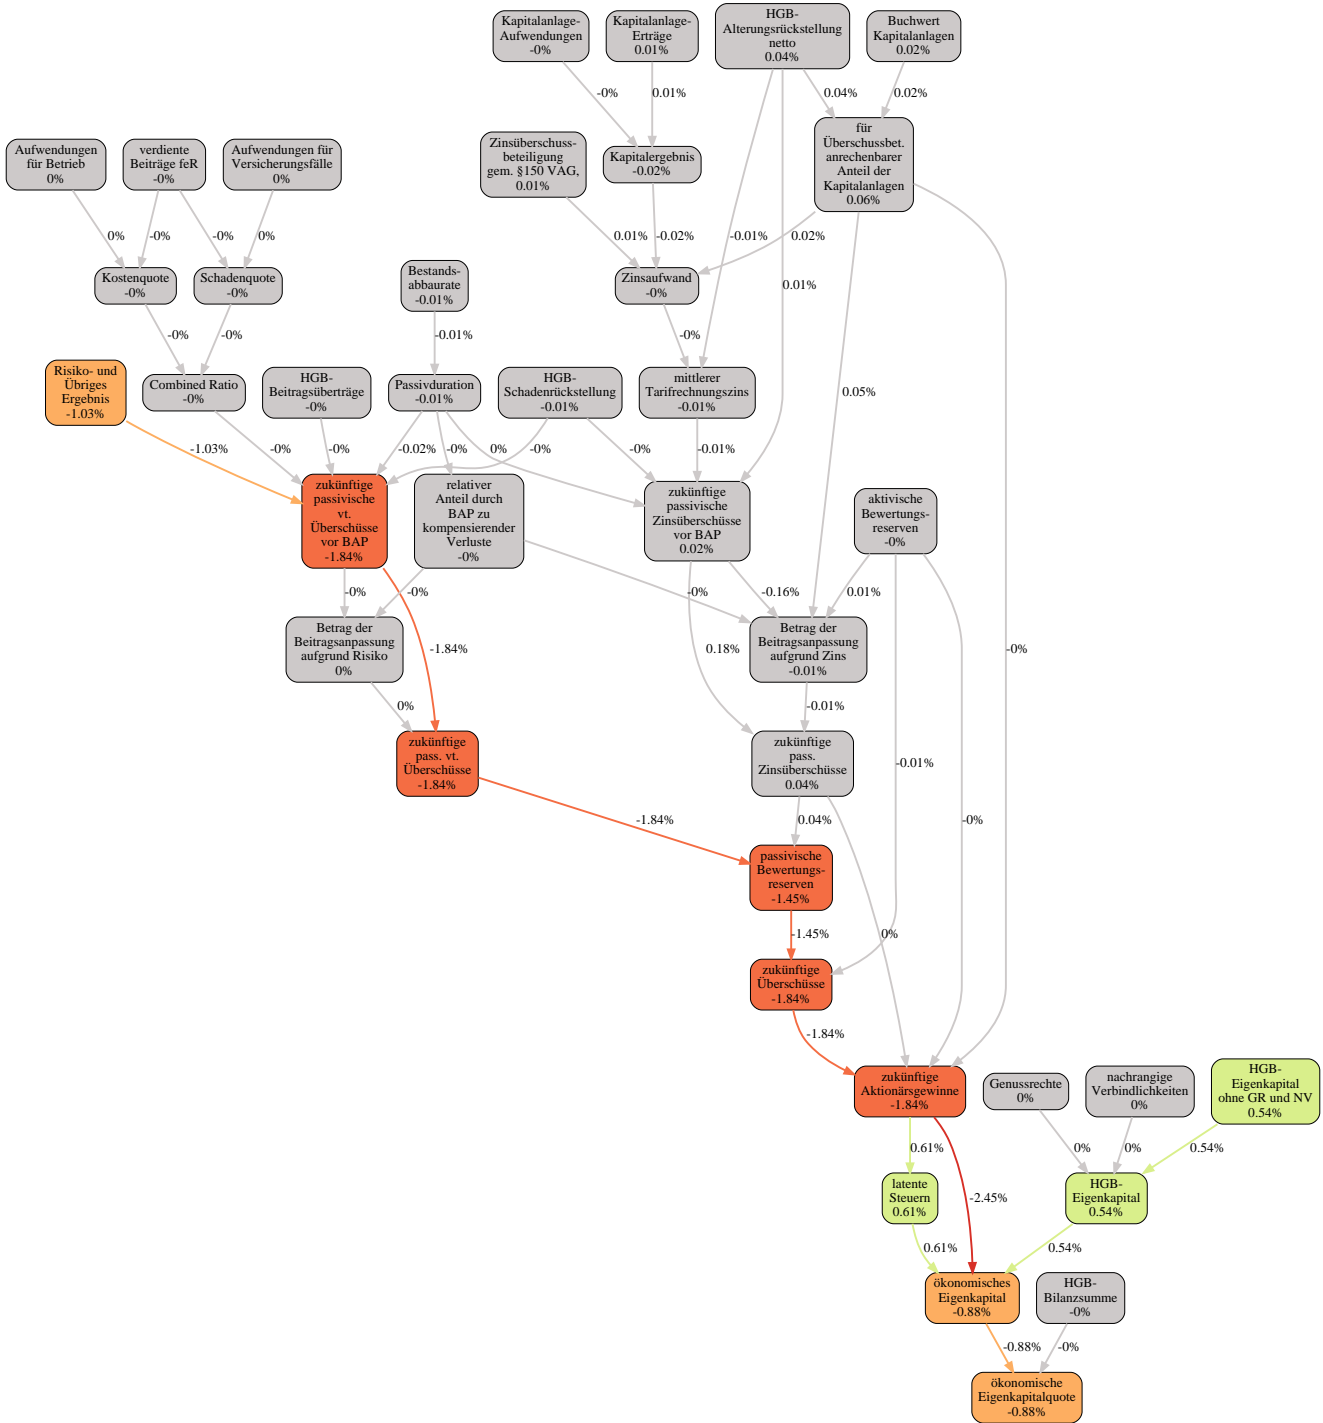 Kapitalanlage-
Aufwendungen
-0%
Kapitalanlage-
Erträge
0.01%
HGB-
Alterungsrückstellung
netto
0.04%
Buchwert
Kapitalanlagen
0.02%
-0%
0.01%
0.04%
0.02%
Aufwendungen
für Betrieb
0%
verdiente
Beiträge feR
-0%
Aufwendungen für
Versicherungsfälle
0%
Zinsüberschuss-
beteiligung
gem. §150 VAG,
0.01%
Kapitalergebnis
-0.02%
für
Überschussbet.
anrechenbarer
Anteil der
Kapitalanlagen
0.06%
0%
-0%
-0%
0%
0.01%
-0.02%
-0.01%
0.02%
Kostenquote
-0%
Schadenquote
-0%
Bestands-
abbaurate
-0.01%
Zinsaufwand
-0%
0.01%
-0%
-0%
-0.01%
-0%
Risiko- und
Übriges
Ergebnis
-1.03%
Combined Ratio
-0%
HGB-
Beitragsüberträge
-0%
Passivduration
-0.01%
HGB-
Schadenrückstellung
-0.01%
mittlerer
Tarifrechnungszins
-0.01%
0.05%
-1.03%
-0%
-0%
-0.02%
-0%
0%
-0%
-0%
-0.01%
zukünftige
passivische
vt.
Überschüsse
vor BAP
-1.84%
relativer
Anteil durch
BAP zu
kompensierender
Verluste
-0%
zukünftige
passivische
Zinsüberschüsse
vor BAP
0.02%
aktivische
Bewertungs-
reserven
-0%
-0%
-0%
-0%
-0.16%
0.01%
Betrag der
Beitragsanpassung
aufgrund Risiko
0%
-1.84%
0.18%
Betrag der
Beitragsanpassung
aufgrund Zins
-0.01%
-0%
0%
-0.01%
zukünftige
pass. vt.
Überschüsse
-1.84%
zukünftige
pass.
Zinsüberschüsse
0.04%
-0.01%
-1.84%
0.04%
-0%
passivische
Bewertungs-
reserven
-1.45%
-1.45%
0%
zukünftige
Überschüsse
-1.84%
-1.84%
zukünftige
Aktionärsgewinne
-1.84%
Genussrechte
0%
nachrangige
Verbindlichkeiten
0%
HGB-
Eigenkapital
ohne GR und NV
0.54%
0.61%
0%
0%
0.54%
latente
Steuern
0.61%
-2.45%
HGB-
Eigenkapital
0.54%
0.61%
0.54%
ökonomisches
Eigenkapital
-0.88%
HGB-
Bilanzsumme
-0%
-0.88%
-0%
ökonomische
Eigenkapitalquote
-0.88%